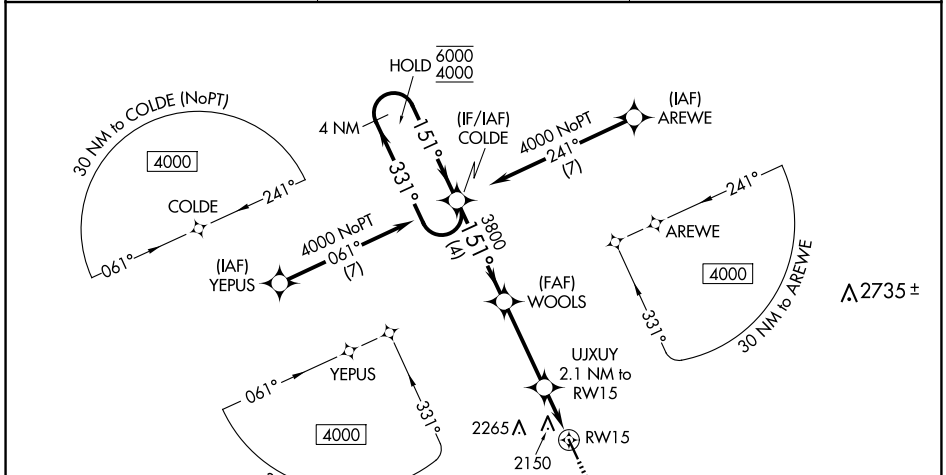 HOLD 6000
4000
30 NM to COLDE (NoPT)
4 NM
151°
(IF/IAF)
COLDE
(IAF)
AREWE
4000 NoPT
241°
(7)
4000
241°
331°
COLDE
061°
4000 NoPT
061°
(7)
(IAF)
YEPUS
3800
151°
(4)
241°
AREWE
4000
331°
30 NM to AREWE
2735 ±
(FAF)
WOOLS
YEPUS
061°
331°
4000
UJXUY
2.1 NM to
RW15
2265
2150
RW15